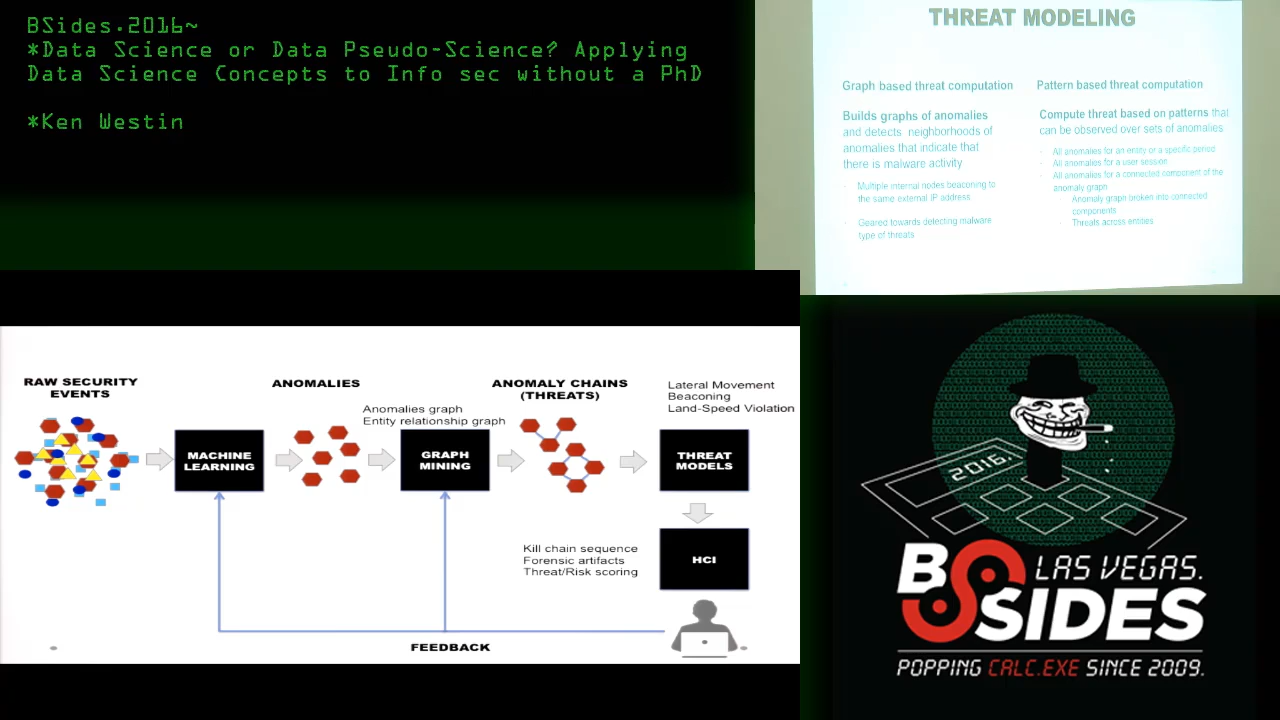 BSides.2016~
*Data Science or Data Pseudo-Science? Applying
Data Science Concepts to Info sec without a PhD
*Ken Westin
THREAT MODELING
Graph based threat computation
Builds graphs of anomalies
and detects neighborhoods of
anomalies that indicate that
there is malware activity
Multiple internal nodes beaconing to
the same external IP address
Geared towards detecting malware
type of threats
Pattern based threat computation
Compute threat based on patterns that
can be observed over sets of anomalies
All anomalies for an entity or a specific period
All anomalies for a user session
All anomalies for a connected component of the
anomaly graph
Anomaly graph broken into connected
components
Threats across entities
RAW SECURITY
EVENTS
ANOMALIES
Anomalies graph
Entity relationship graph
ANOMALY CHAINS
(THREATS)
Lateral Movement
Beaconing
Land-Speed Violation
MACHINE
LEARNING
GRAPH
MINING
THREAT
MODELS
Kill chain sequence
Forensic artifacts
Threat/Risk scoring
HCI
FEEDBACK
2016.
BSIDES
LAS VEGAS.
POPPING CALC.EXE SINCE 2009.